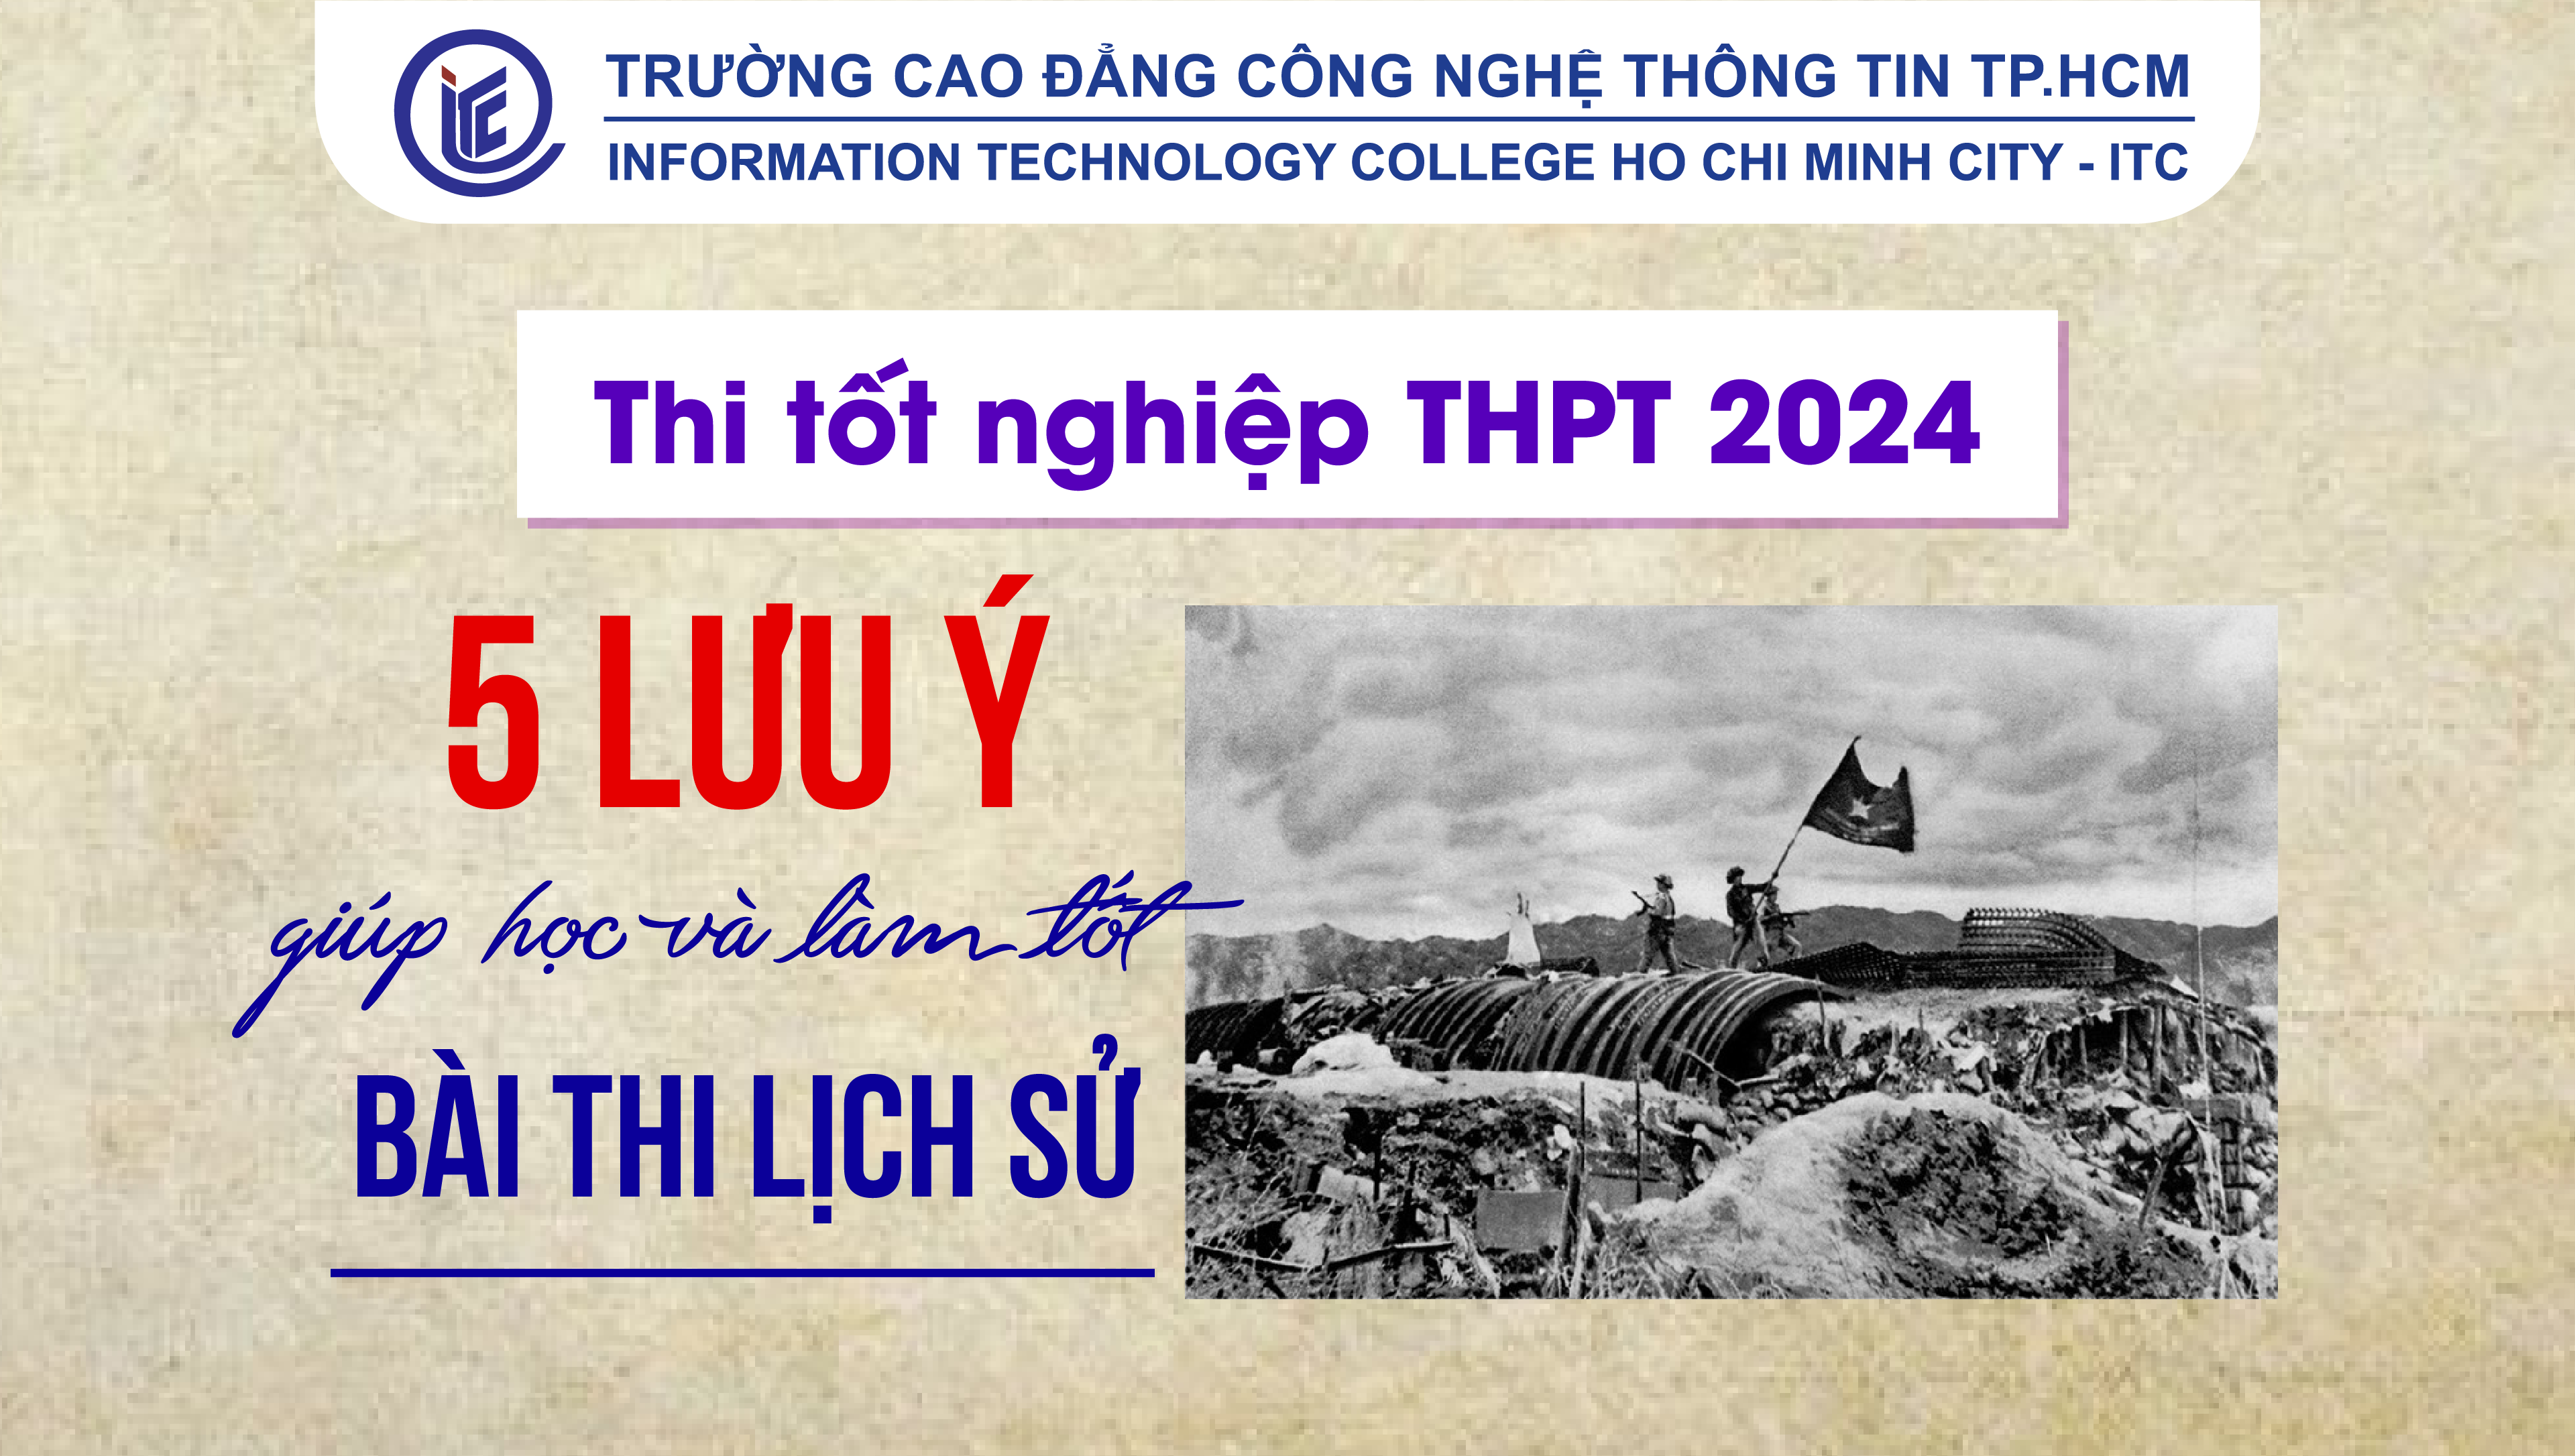 ITC
TRƯỜNG CAO ĐẲNG CÔNG NGHỆ THÔNG TIN TP.HCM
INFORMATION TECHNOLOGY COLLEGE HO CHI MINH CITY - ITC
Thi tốt nghiệp THPT 2024
5 LƯU Ý
giúp học và làm tốt
BÀI THI LỊCH SỬ